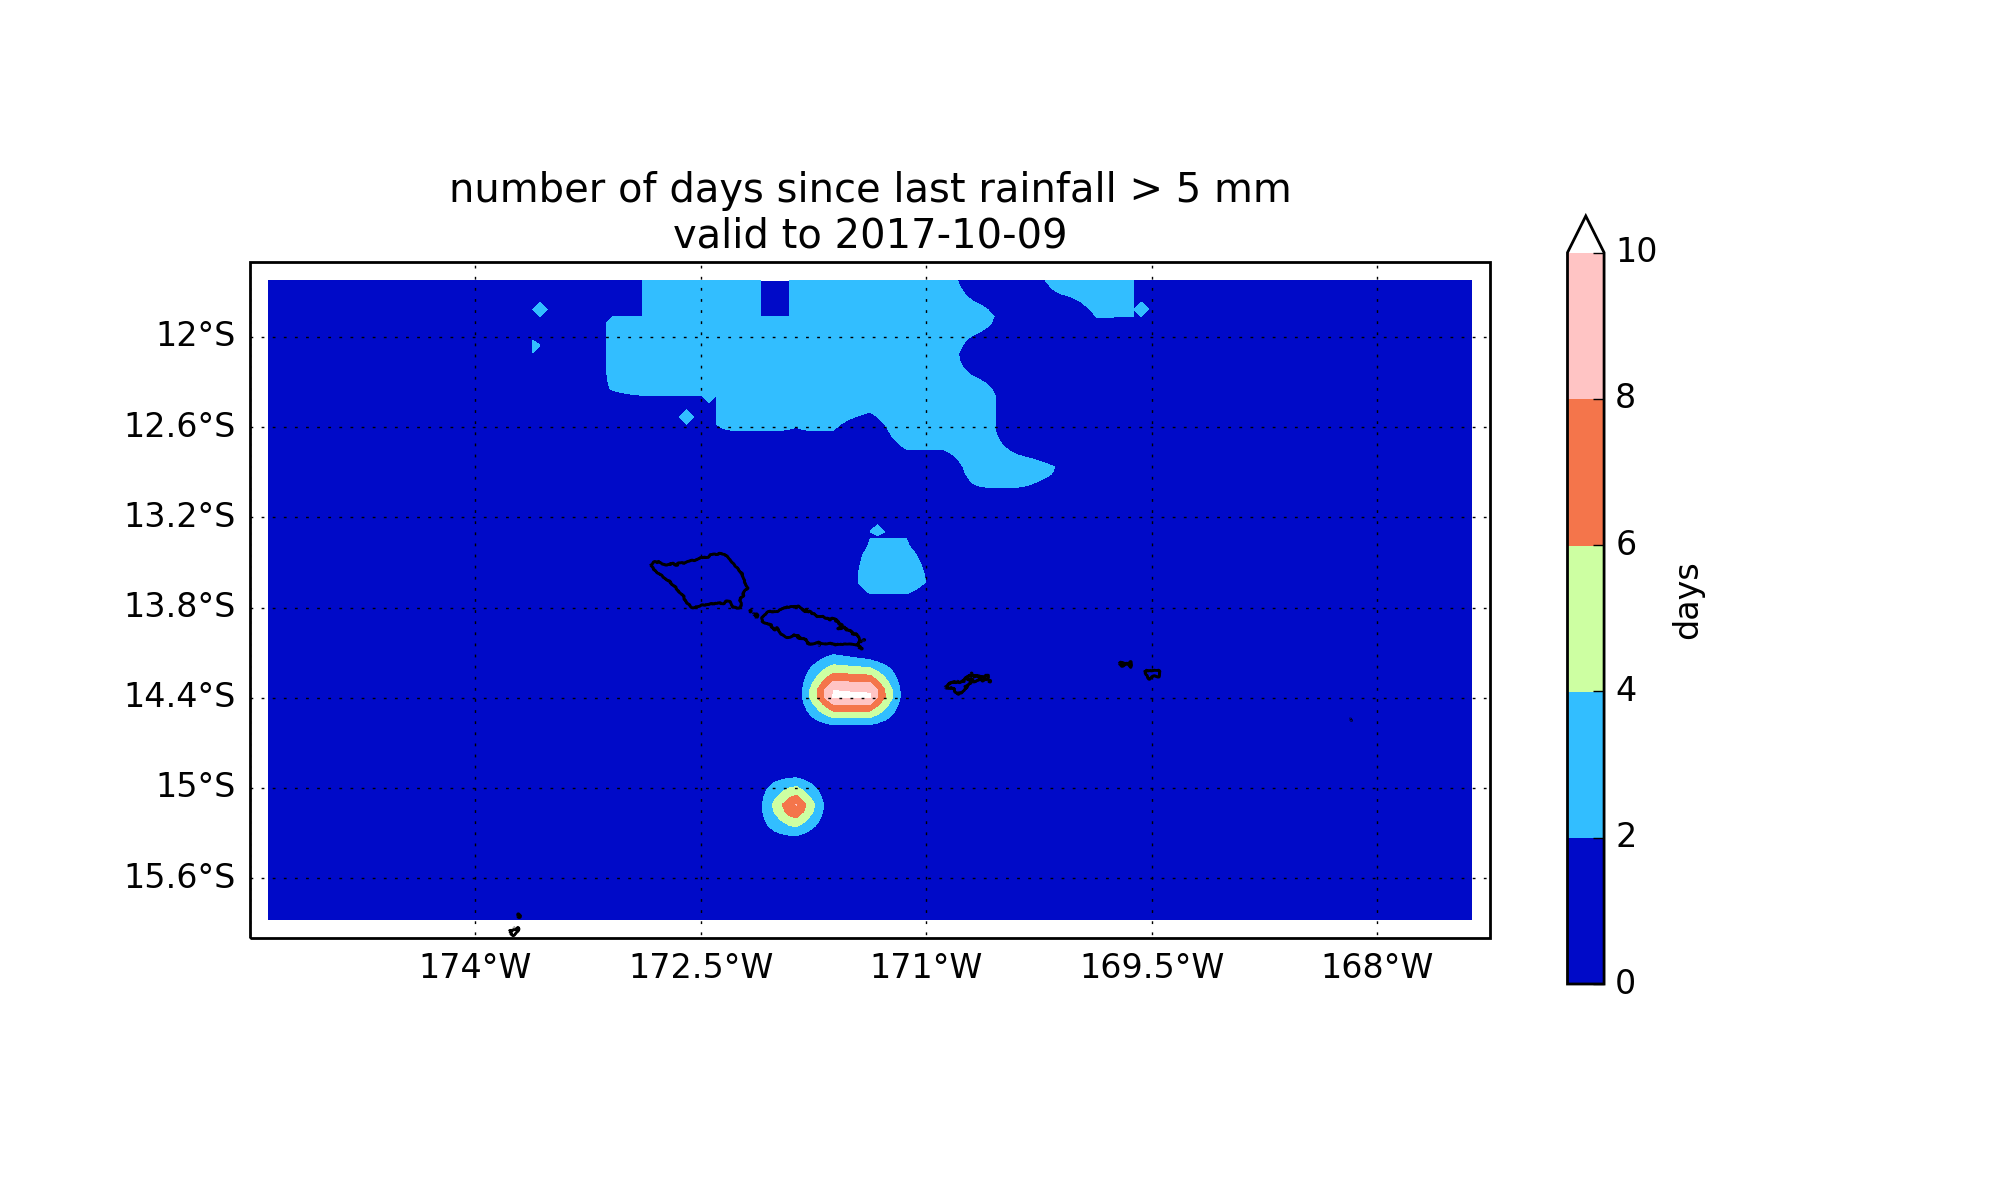 number of days since last rainfall > 5 mm
valid to 2017-10-09
12°S
12.6°S
13.2°S
13.8°S
14.4°S
15°S
15.6°S
174°W 172.5°W 171°W 169.5°W 168°W
10
8
6
4
2
0
days